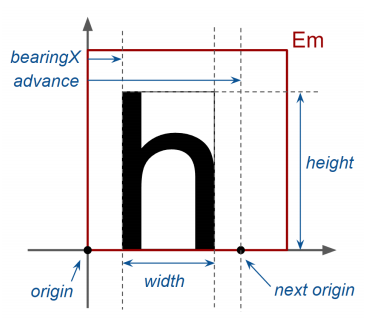 Em
bearingX
advance
h
height
width
origin
next origin